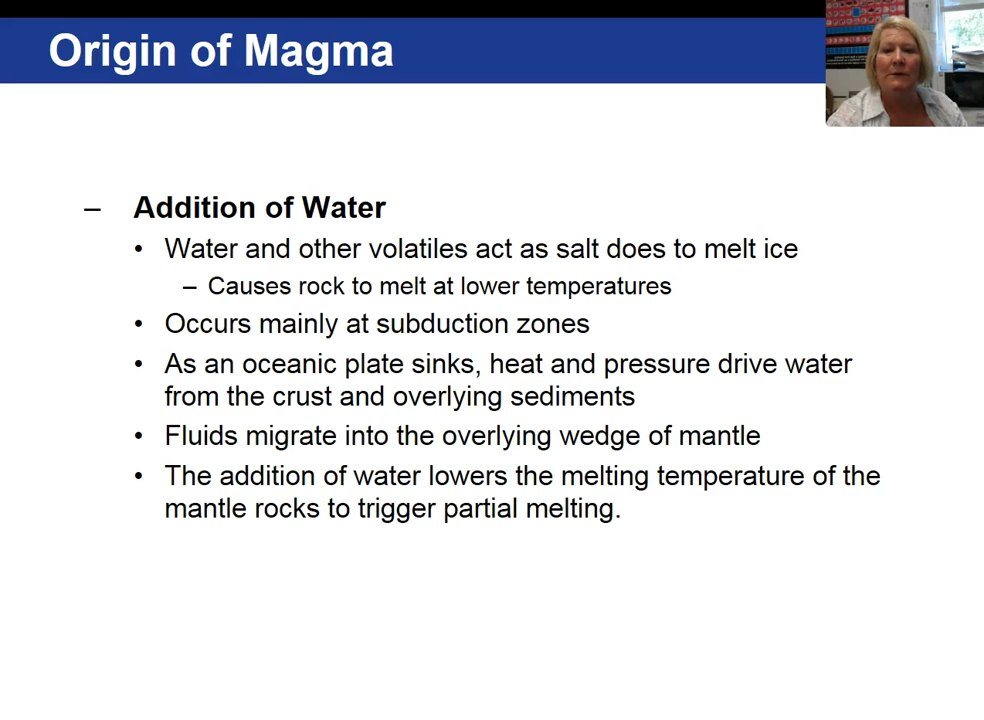 Origin of Magma
– Addition of Water
• Water and other volatiles act as salt does to melt ice
– Causes rock to melt at lower temperatures
• Occurs mainly at subduction zones
• As an oceanic plate sinks, heat and pressure drive water
from the crust and overlying sediments
• Fluids migrate into the overlying wedge of mantle
• The addition of water lowers the melting temperature of the
mantle rocks to trigger partial melting.